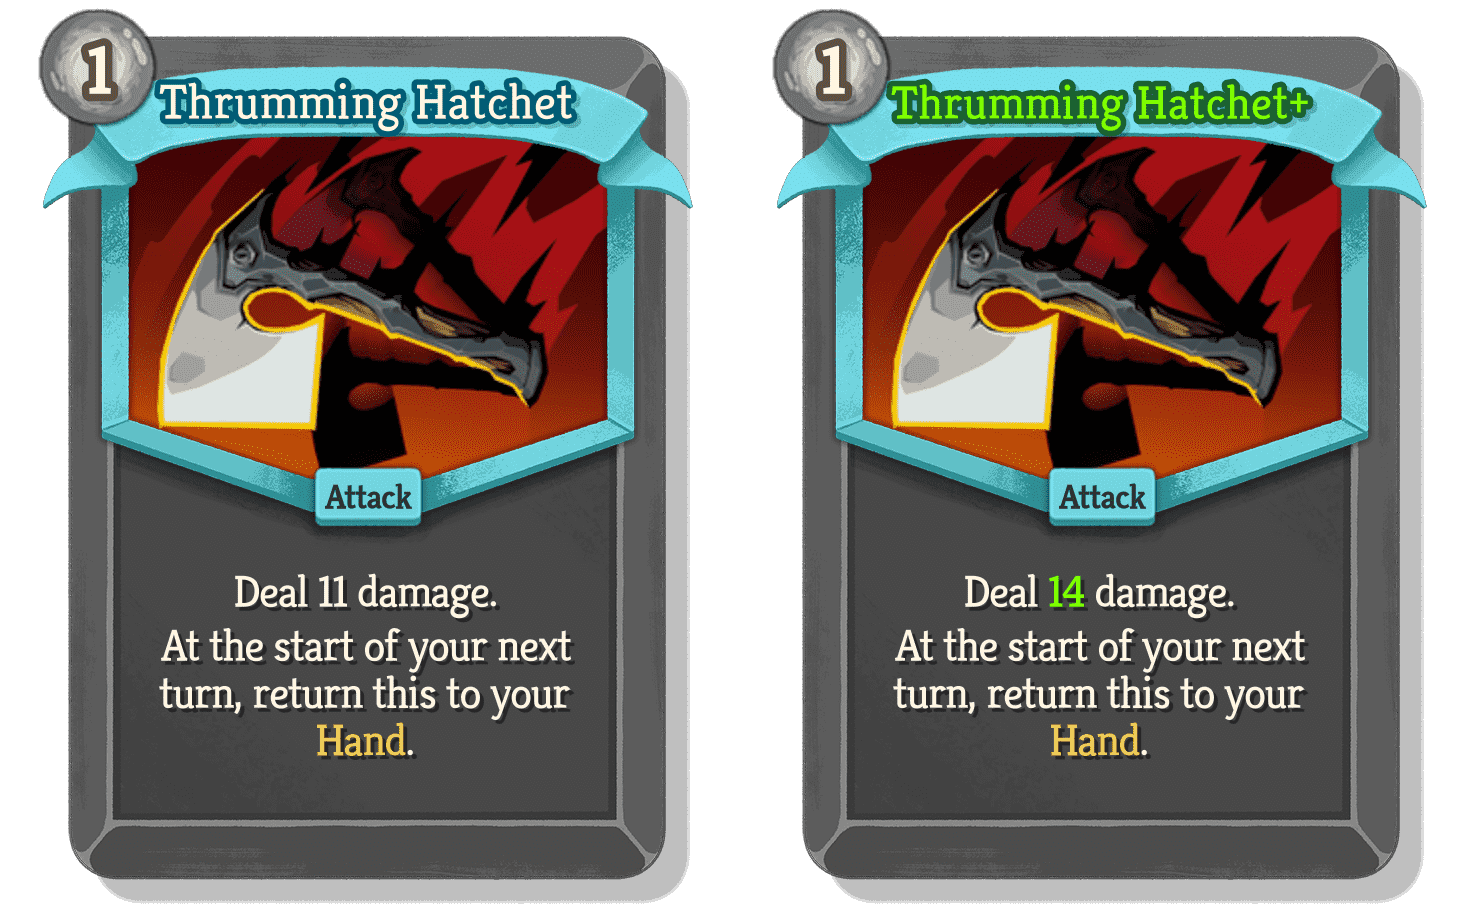 1
Thrumming Hatchet
Attack
Deal 11 damage.
At the start of your next
turn, return this to your
Hand.
1
Thrumming Hatchet+
Attack
Deal 14 damage.
At the start of your next
turn, return this to your
Hand.